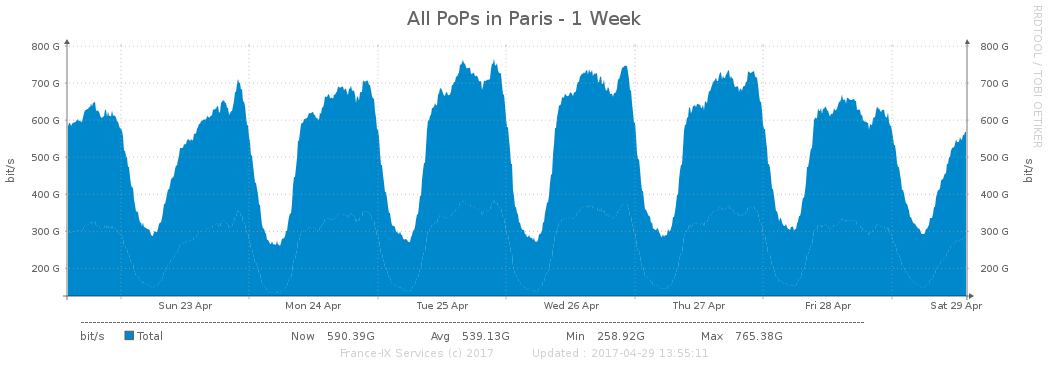 All PoPs in Paris - 1 Week
RRDTOOL / TOBI OETIKER
800 G 800 G
700 G 700 G
600 G 600 G
500 G 500 G
400 G 400 G
300 G 300 G
200 G 200 G
bit/s
bit/s
Sun 23 Apr Mon 24 Apr Tue 25 Apr Wed 26 Apr Thu 27 Apr Fri 28 Apr Sat 29 Apr
bit/s Total Now 590.39G Avg 539.13G Min 258.92G Max 765.38G
France-IX Services (c) 2017 Updated : 2017-04-29 13:55:11